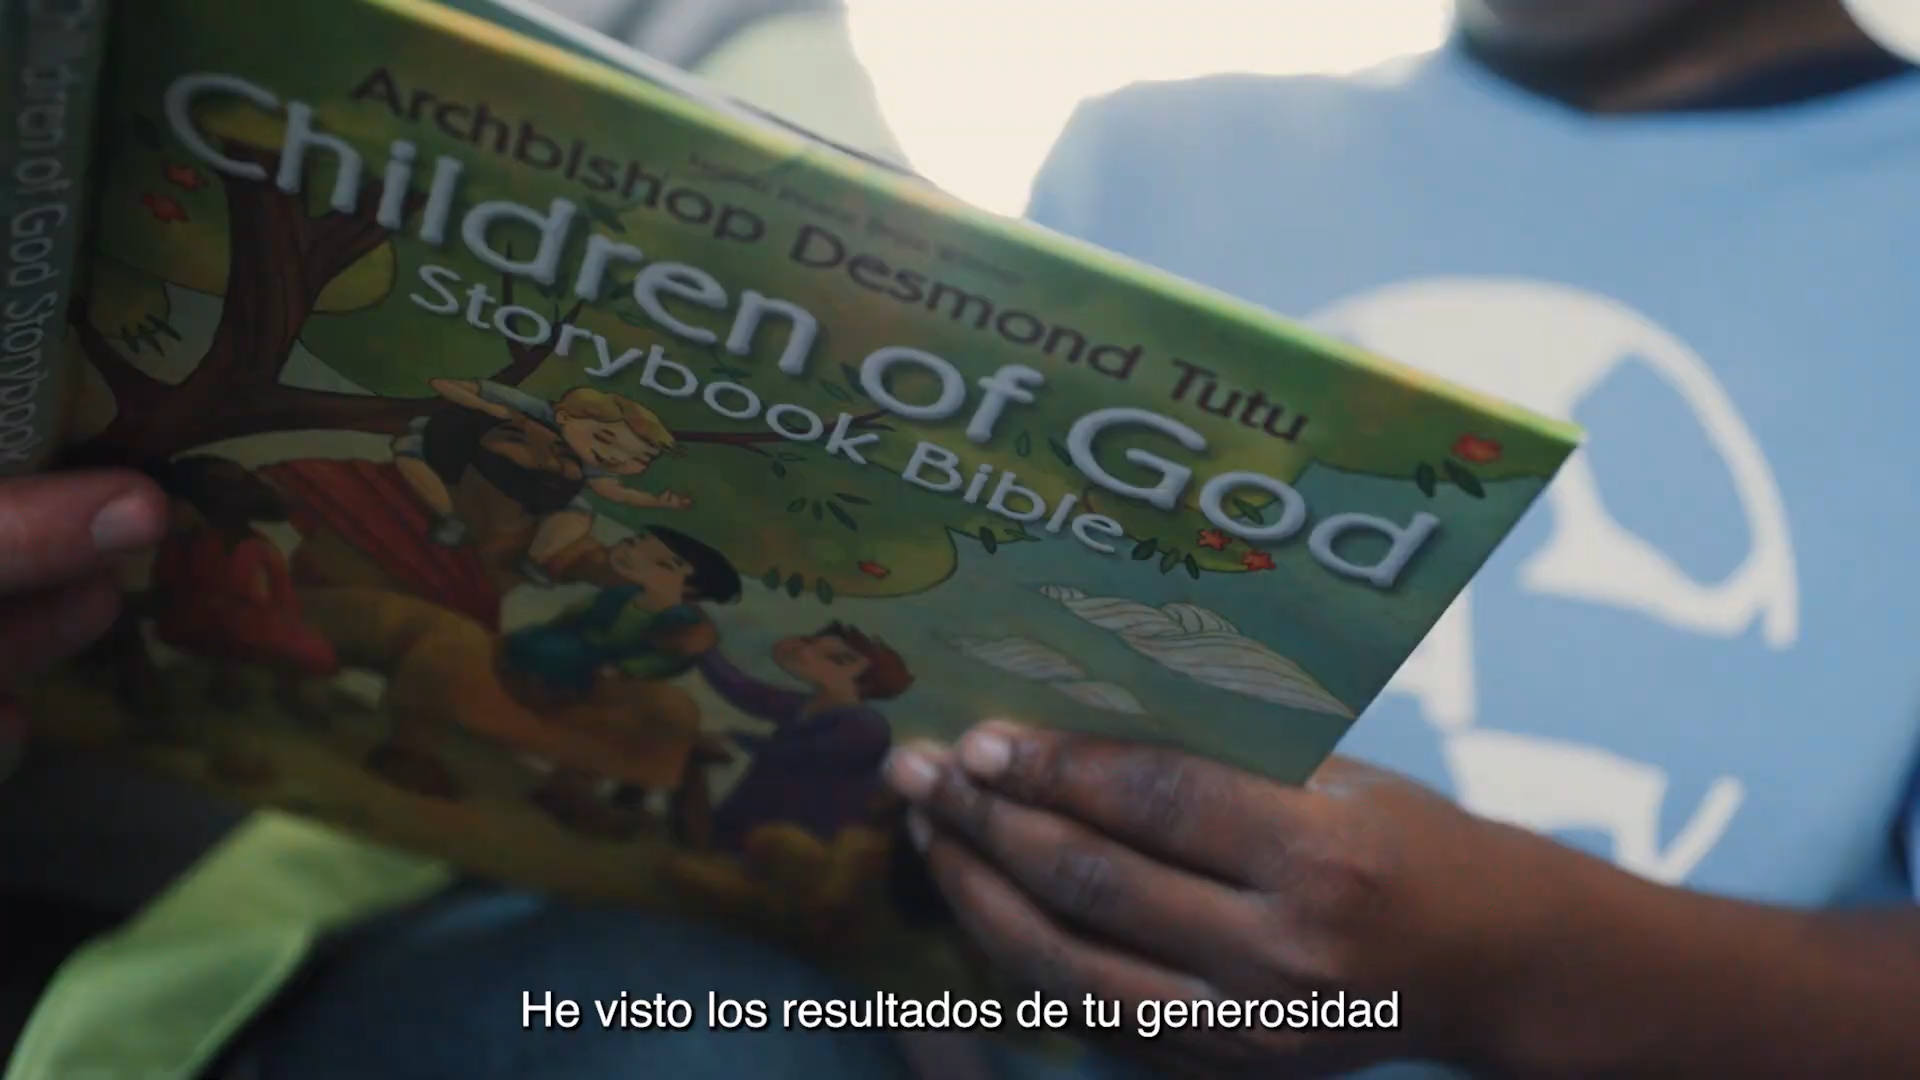 Archbishop Desmond Tutu
Children of God
Storybook Bible
Children of God Storybook
He visto los resultados de tu generosidad